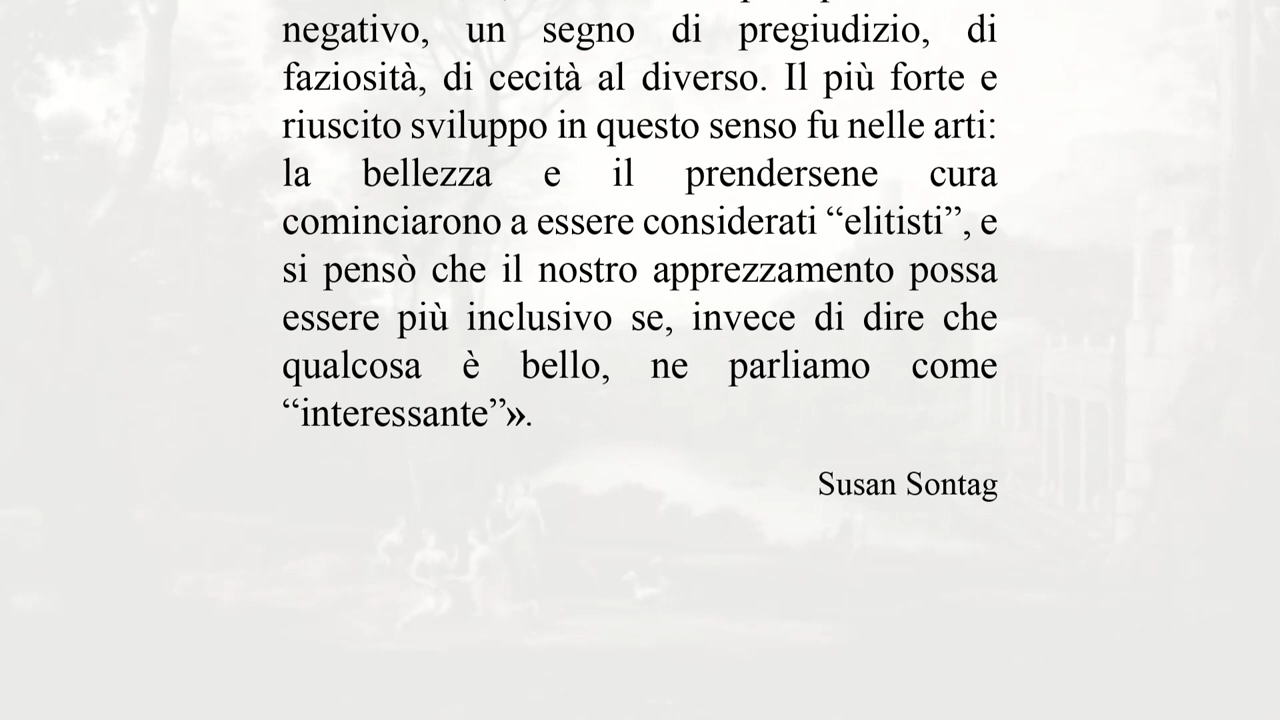 negativo, un segno di pregiudizio, di
faziosità, di cecità al diverso. Il più forte e
riuscito sviluppo in questo senso fu nelle arti:
la bellezza e il prendersene cura
cominciarono a essere considerati “elitisti”, e
si pensò che il nostro apprezzamento possa
essere più inclusivo se, invece di dire che
qualcosa è bello, ne parliamo come
“interessante”».
Susan Sontag